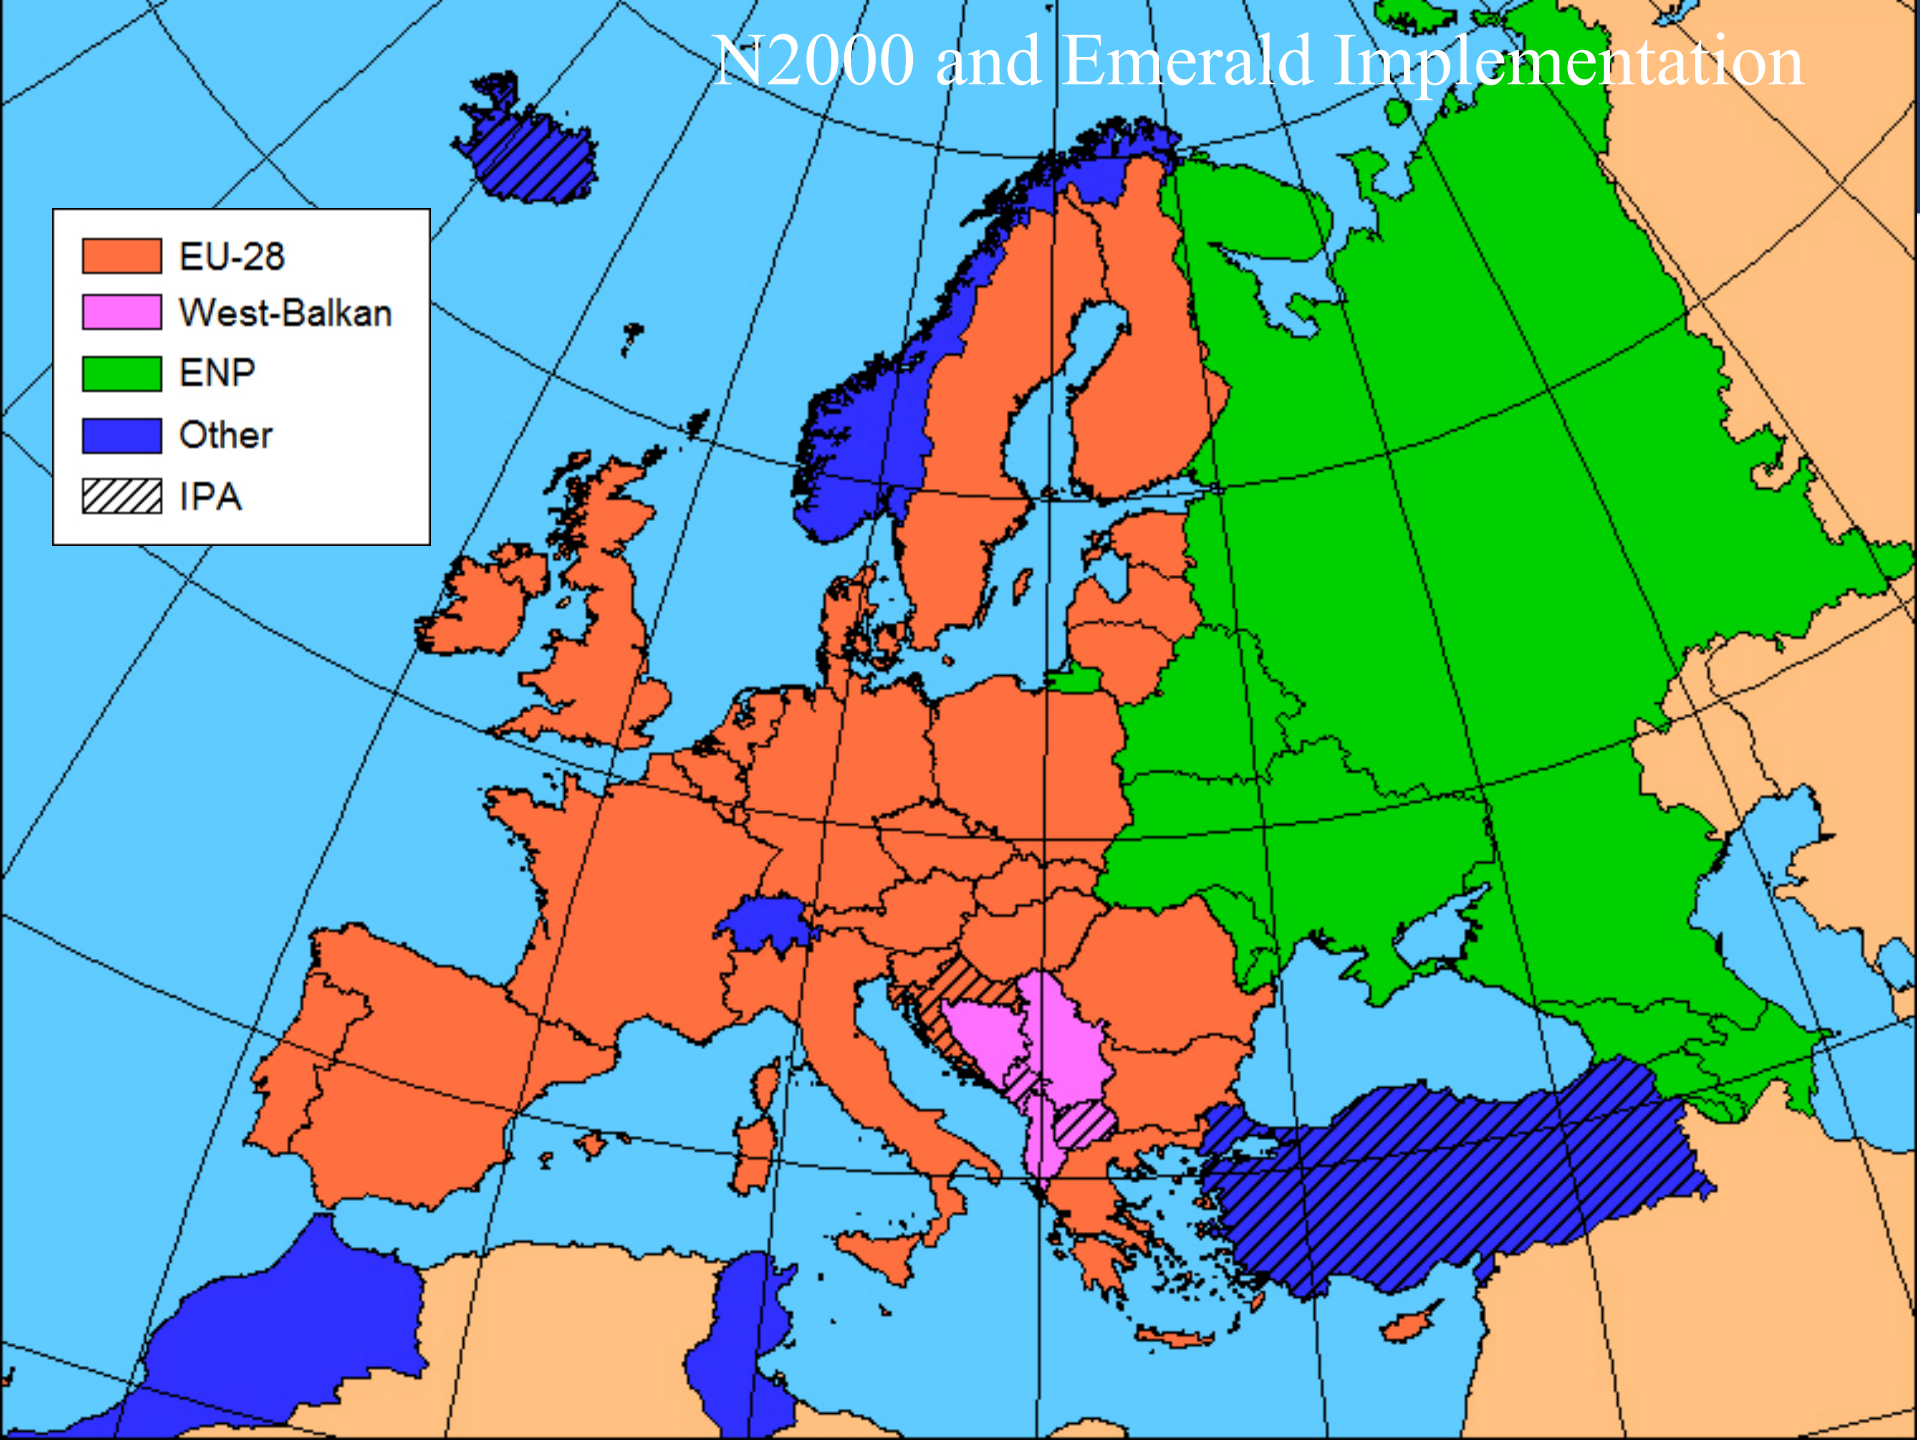 N2000 and Emerald Implementation
EU-28
West-Balkan
ENP
Other
IPA